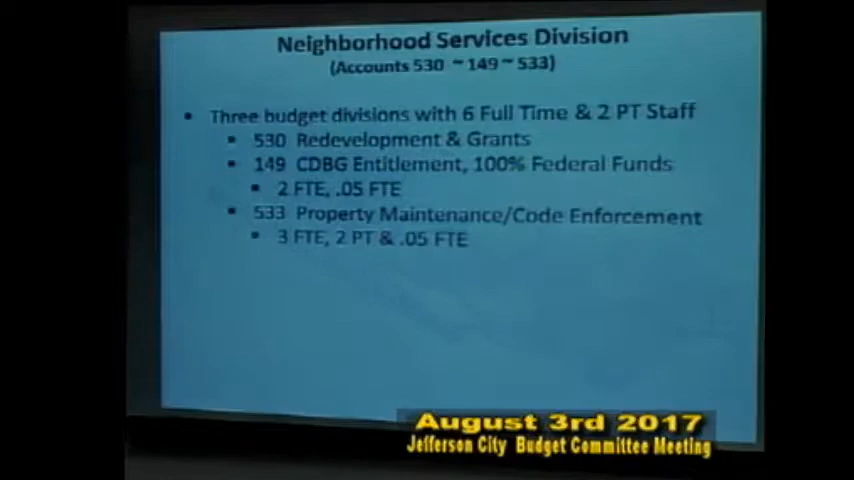 Neighborhood Services Division
(Accounts 530 ~ 149 ~ 533)
Three budget divisions with 6 Full Time & 2 PT Staff
530 Redevelopment & Grants
149 CDBG Entitlement, 100% Federal Funds
2 FTE, .05 FTE
533 Property Maintenance/Code Enforcement
3 FTE, 2 PT & .05 FTE
August 3rd 2017
Jefferson City Budget Committee Meeting